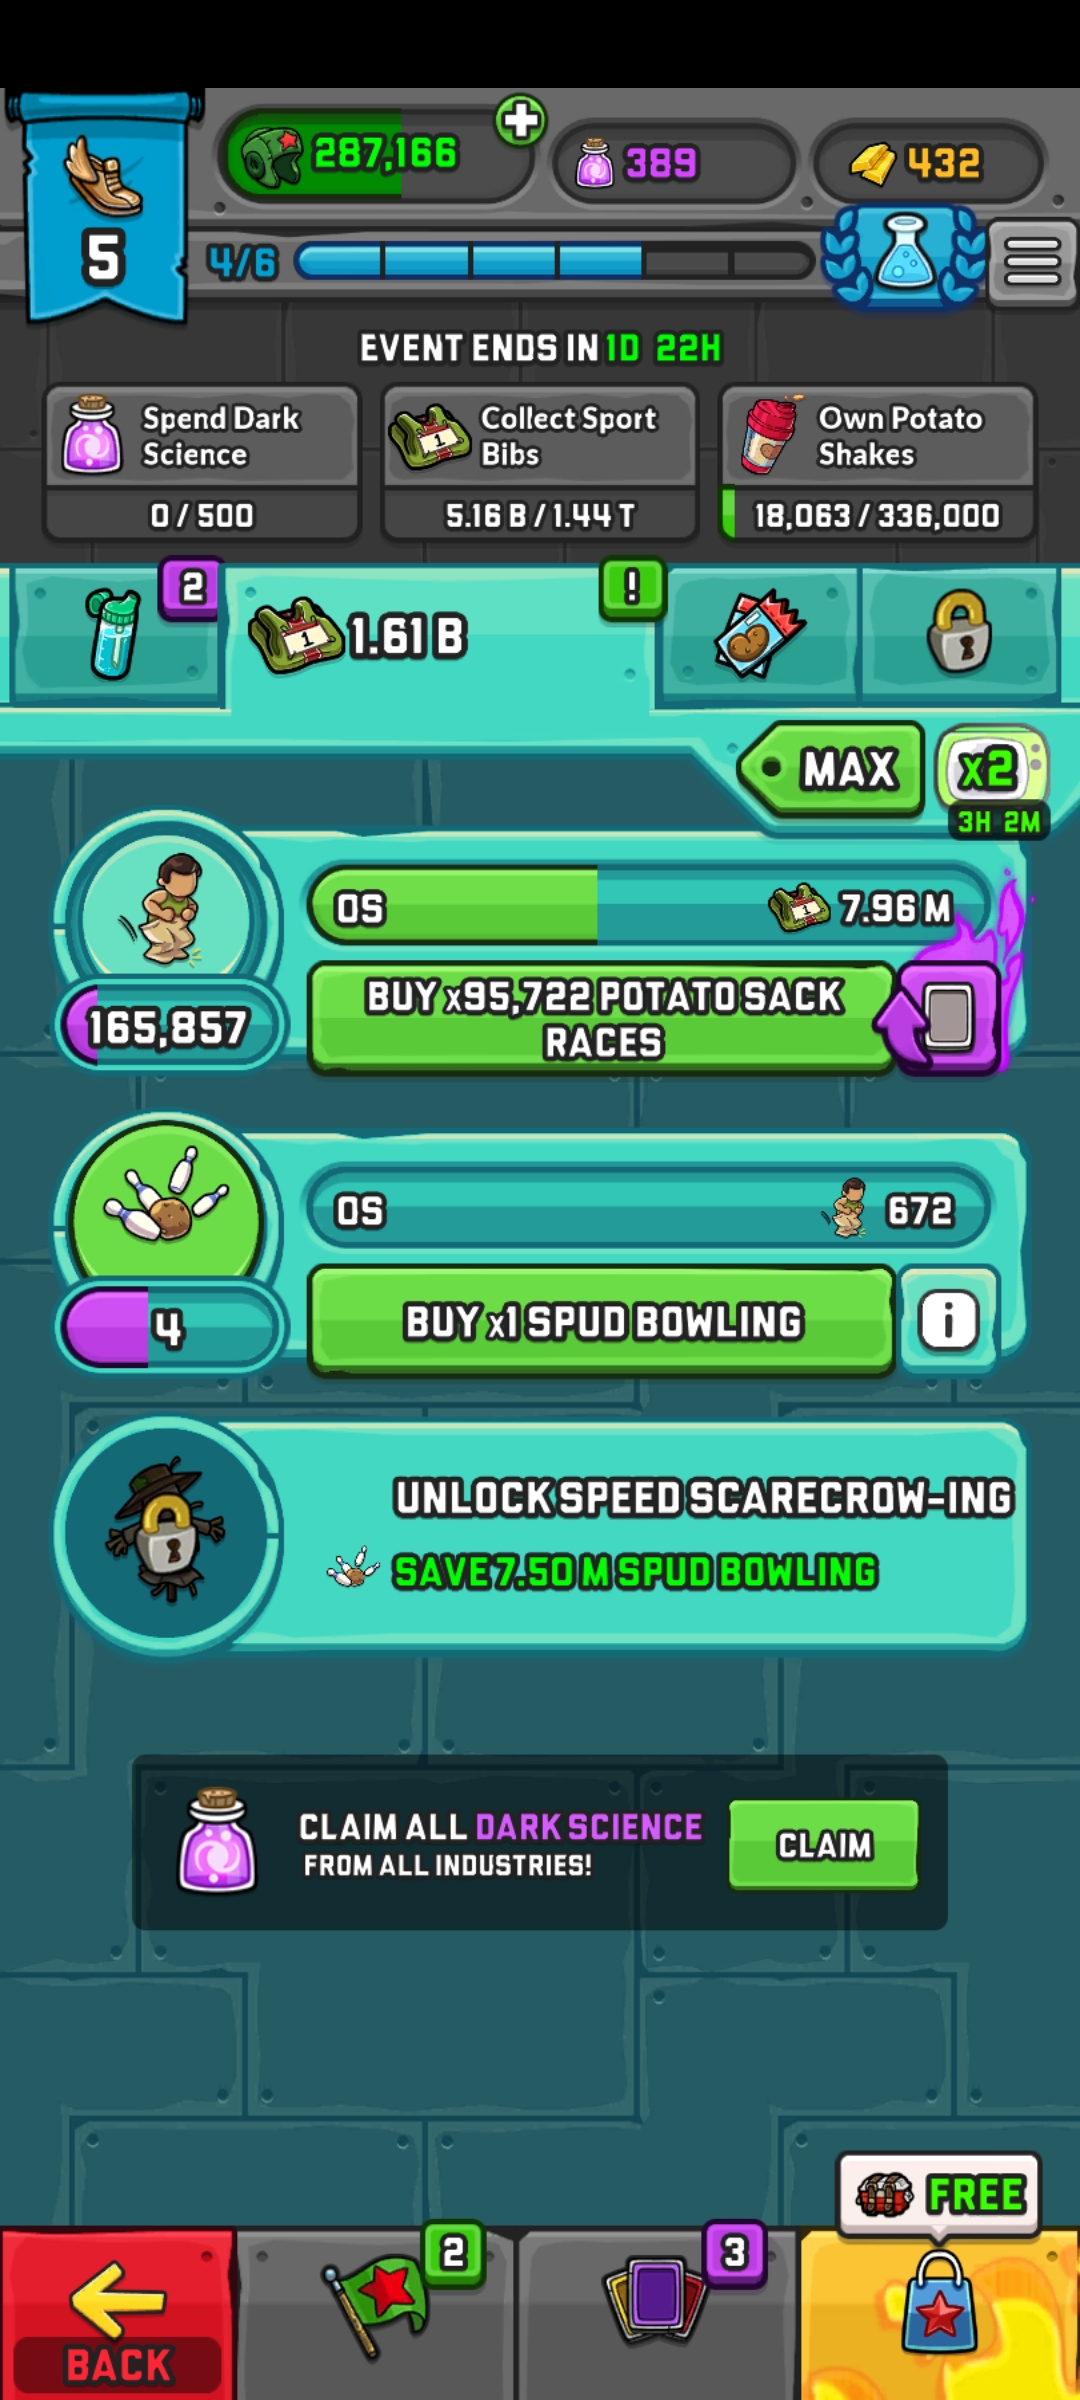 287,166
389
432
5
4/6
EVENT ENDS IN 1D 22H
Spend Dark
Science
0 / 500
Collect Sport
Bibs
5.16 B / 1.44 T
Own Potato
Shakes
18,063 / 336,000
2
1
1.61 B
!
MAX
x2
3H 2M
0S
1
7.96 M
165,857
BUY x95,722 POTATO SACK
RACES
0S
672
4
BUY x1 SPUD BOWLING
i
UNLOCK SPEED SCARECROW-ING
SAVE 7.50 M SPUD BOWLING
CLAIM ALL DARK SCIENCE
FROM ALL INDUSTRIES!
CLAIM
FREE
BACK
2
3